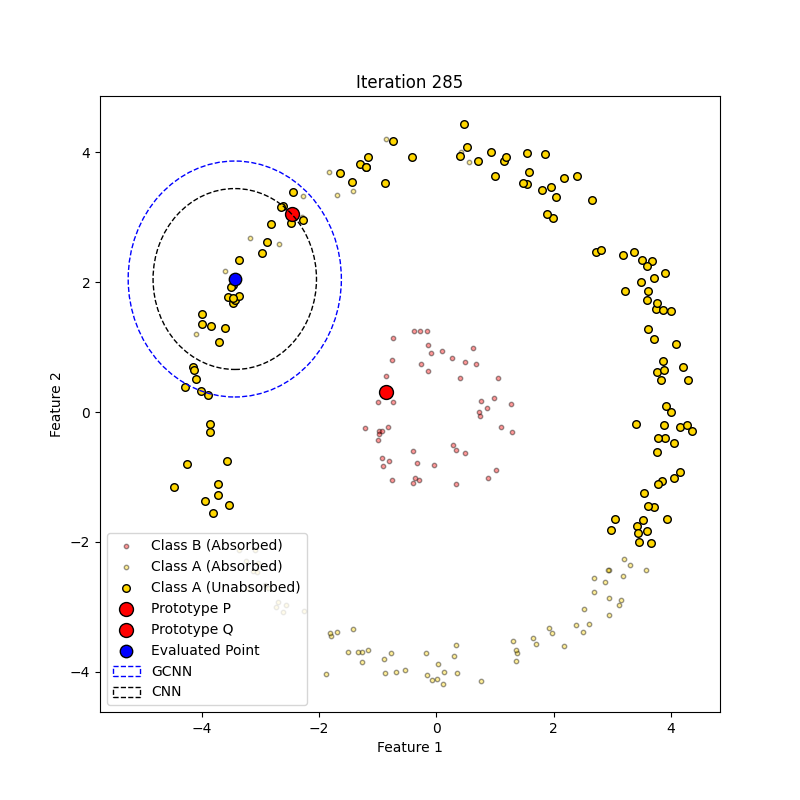 Iteration 285
Feature 2
4
2
0
−2
−4
Class B (Absorbed)
Class A (Absorbed)
Class A (Unabsorbed)
Prototype P
Prototype Q
Evaluated Point
GCNN
CNN
−4 −2 0 2 4
Feature 1